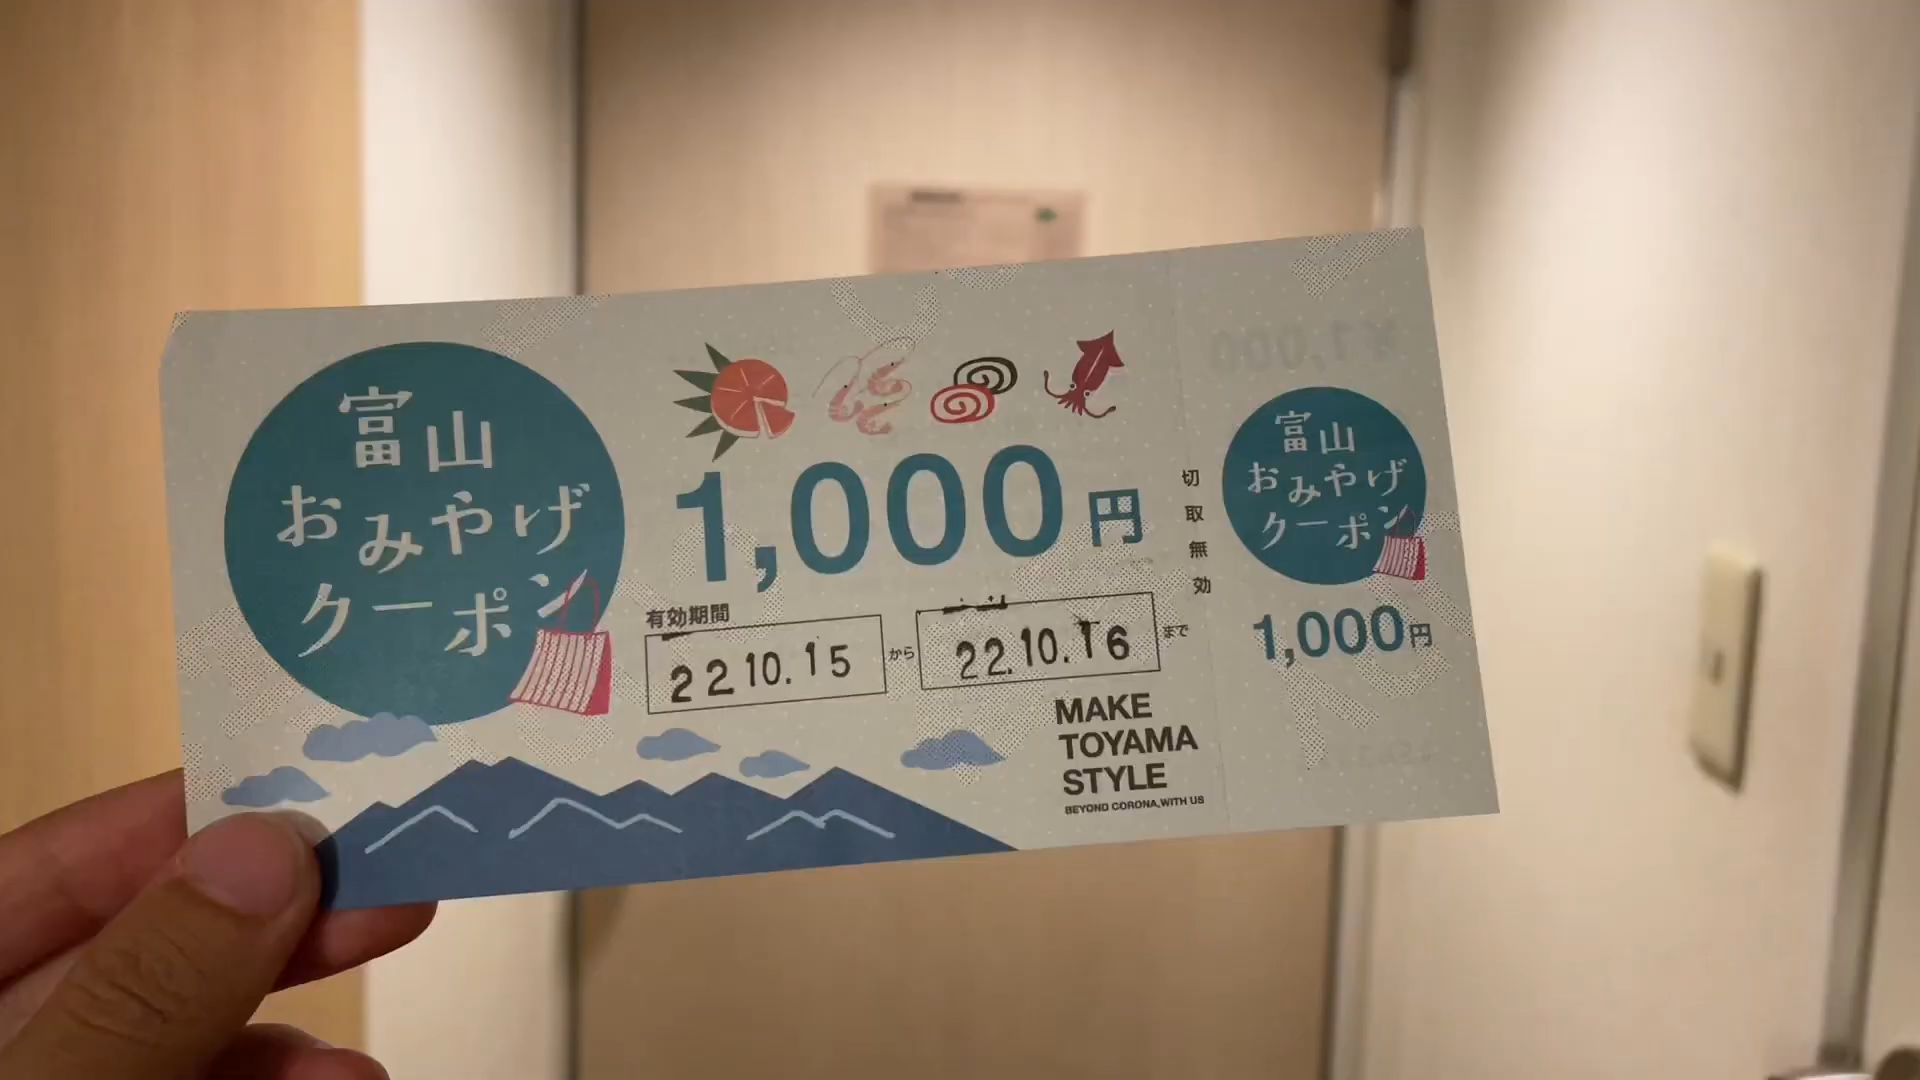 富山
おみやげ
クーポン
1,000円
有効期間
22 10.15 から 22.10.16 まで
MAKE
TOYAMA
STYLE
BEYOND CORONA, WITH US
切取無効
富山
おみやげ
クーポン
1,000円
¥1,000